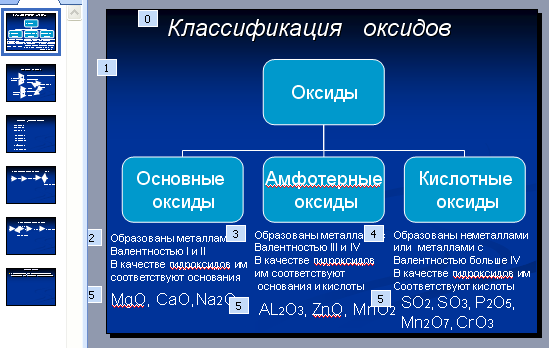 0
Классификация оксидов
1
Оксиды
Основные
оксиды
Амфотерные
оксиды
Кислотные
оксиды
2
Образованы металлам
Валентностью I и II
В качестве гидроксидов им
соответствуют основания
5
MgO, CaO,Na2O
3
Образованы металлами с
Валентностью III и IV
В качестве гидроксидов
им соответствуют
основания и кислоты
5
AL2O3, ZnO, MnO2
4
Образованы неметаллами
или металлами с
Валентностью больше IV
В качестве гидроксидов им
Соответствуют кислоты
5
SO2, SO3, P2O5,
Mn2O7, CrO3